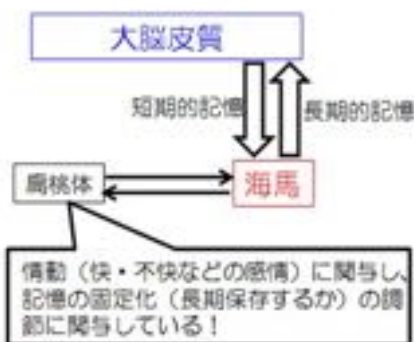 大脳皮質
短期的記憶
長期的記憶
扁桃体
海馬
情動（快・不快などの感情）に関与し、
記憶の固定化（長期保存するか）の調
節に関与している！